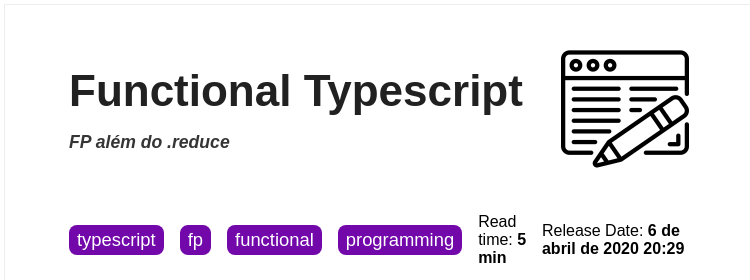 Functional Typescript
FP além do .reduce
typescript fp functional programming
Read
time: 5
min
Release Date: 6 de
abril de 2020 20:29